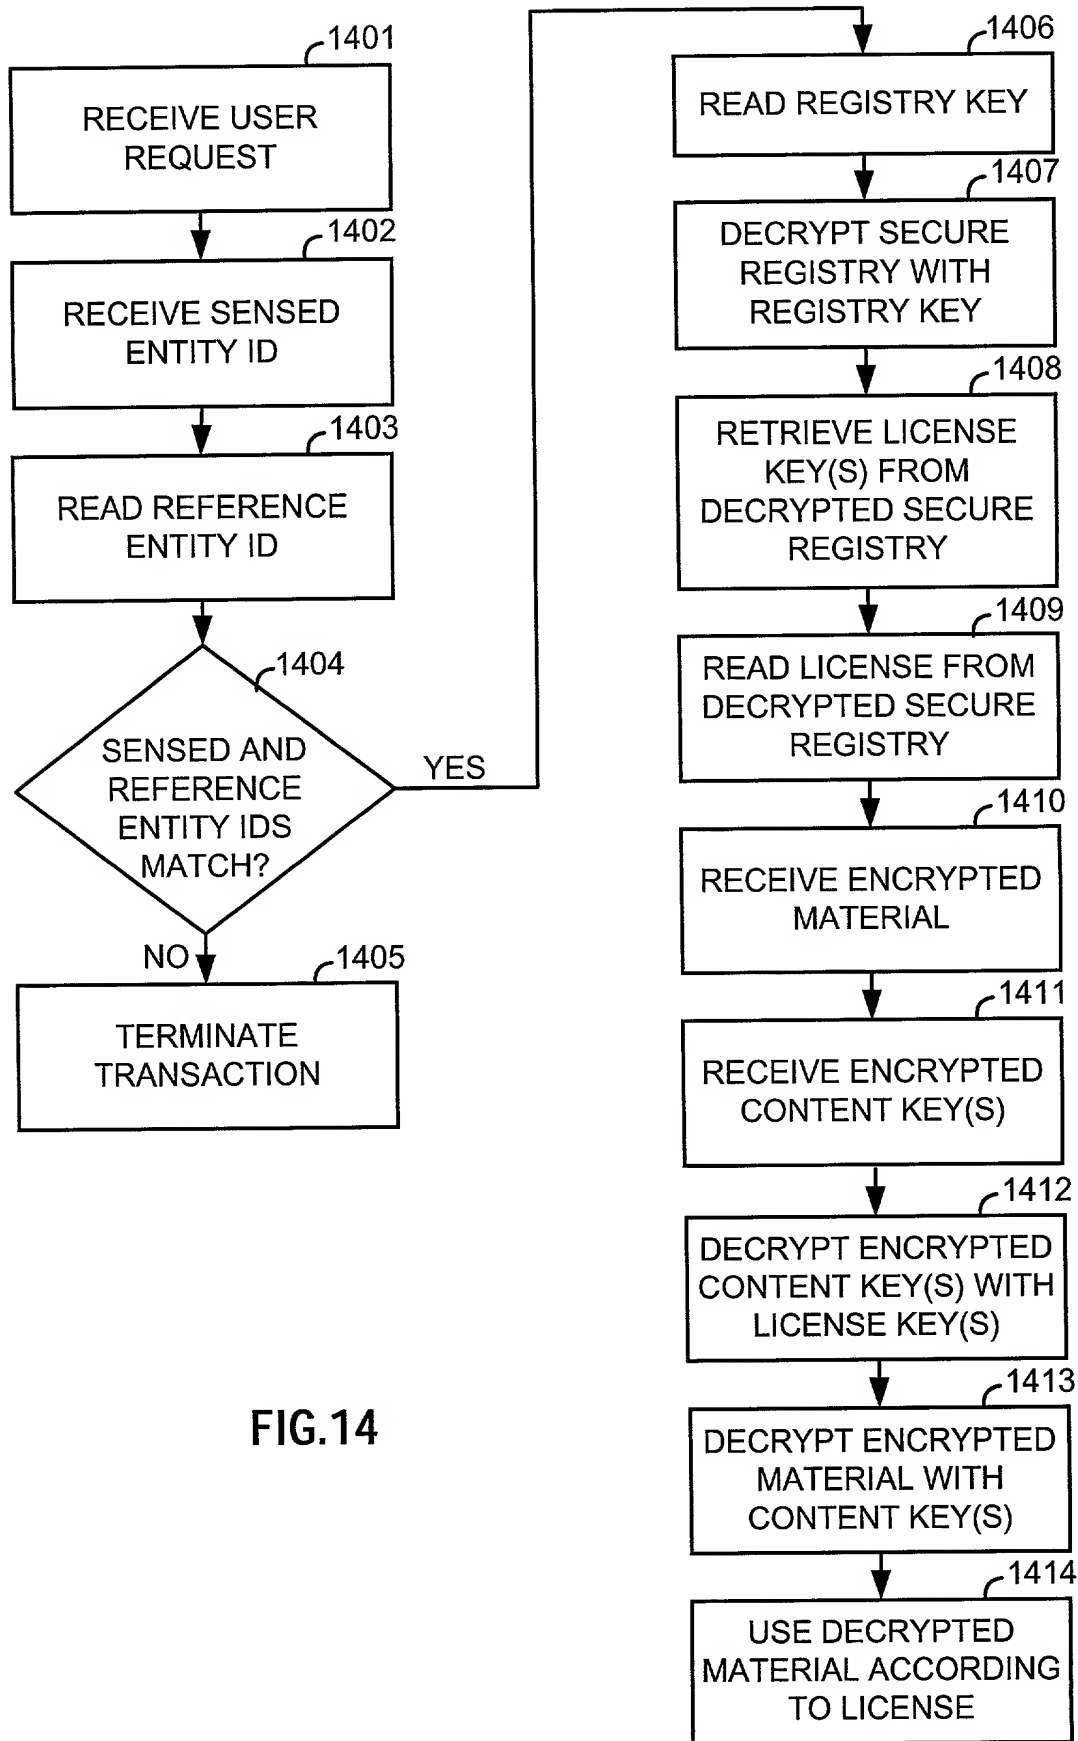 1401
RECEIVE USER
REQUEST
1402
RECEIVE SENSED
ENTITY ID
1403
READ REFERENCE
ENTITY ID
1404
SENSED AND
REFERENCE
ENTITY IDS
MATCH?
YES
NO
1405
TERMINATE
TRANSACTION
1406
READ REGISTRY KEY
1407
DECRYPT SECURE
REGISTRY WITH
REGISTRY KEY
1408
RETRIEVE LICENSE
KEY(S) FROM
DECRYPTED SECURE
REGISTRY
1409
READ LICENSE FROM
DECRYPTED SECURE
REGISTRY
1410
RECEIVE ENCRYPTED
MATERIAL
1411
RECEIVE ENCRYPTED
CONTENT KEY(S)
1412
DECRYPT ENCRYPTED
CONTENT KEY(S) WITH
LICENSE KEY(S)
1413
DECRYPT ENCRYPTED
MATERIAL WITH
CONTENT KEY(S)
1414
USE DECRYPTED
MATERIAL ACCORDING
TO LICENSE
FIG.14